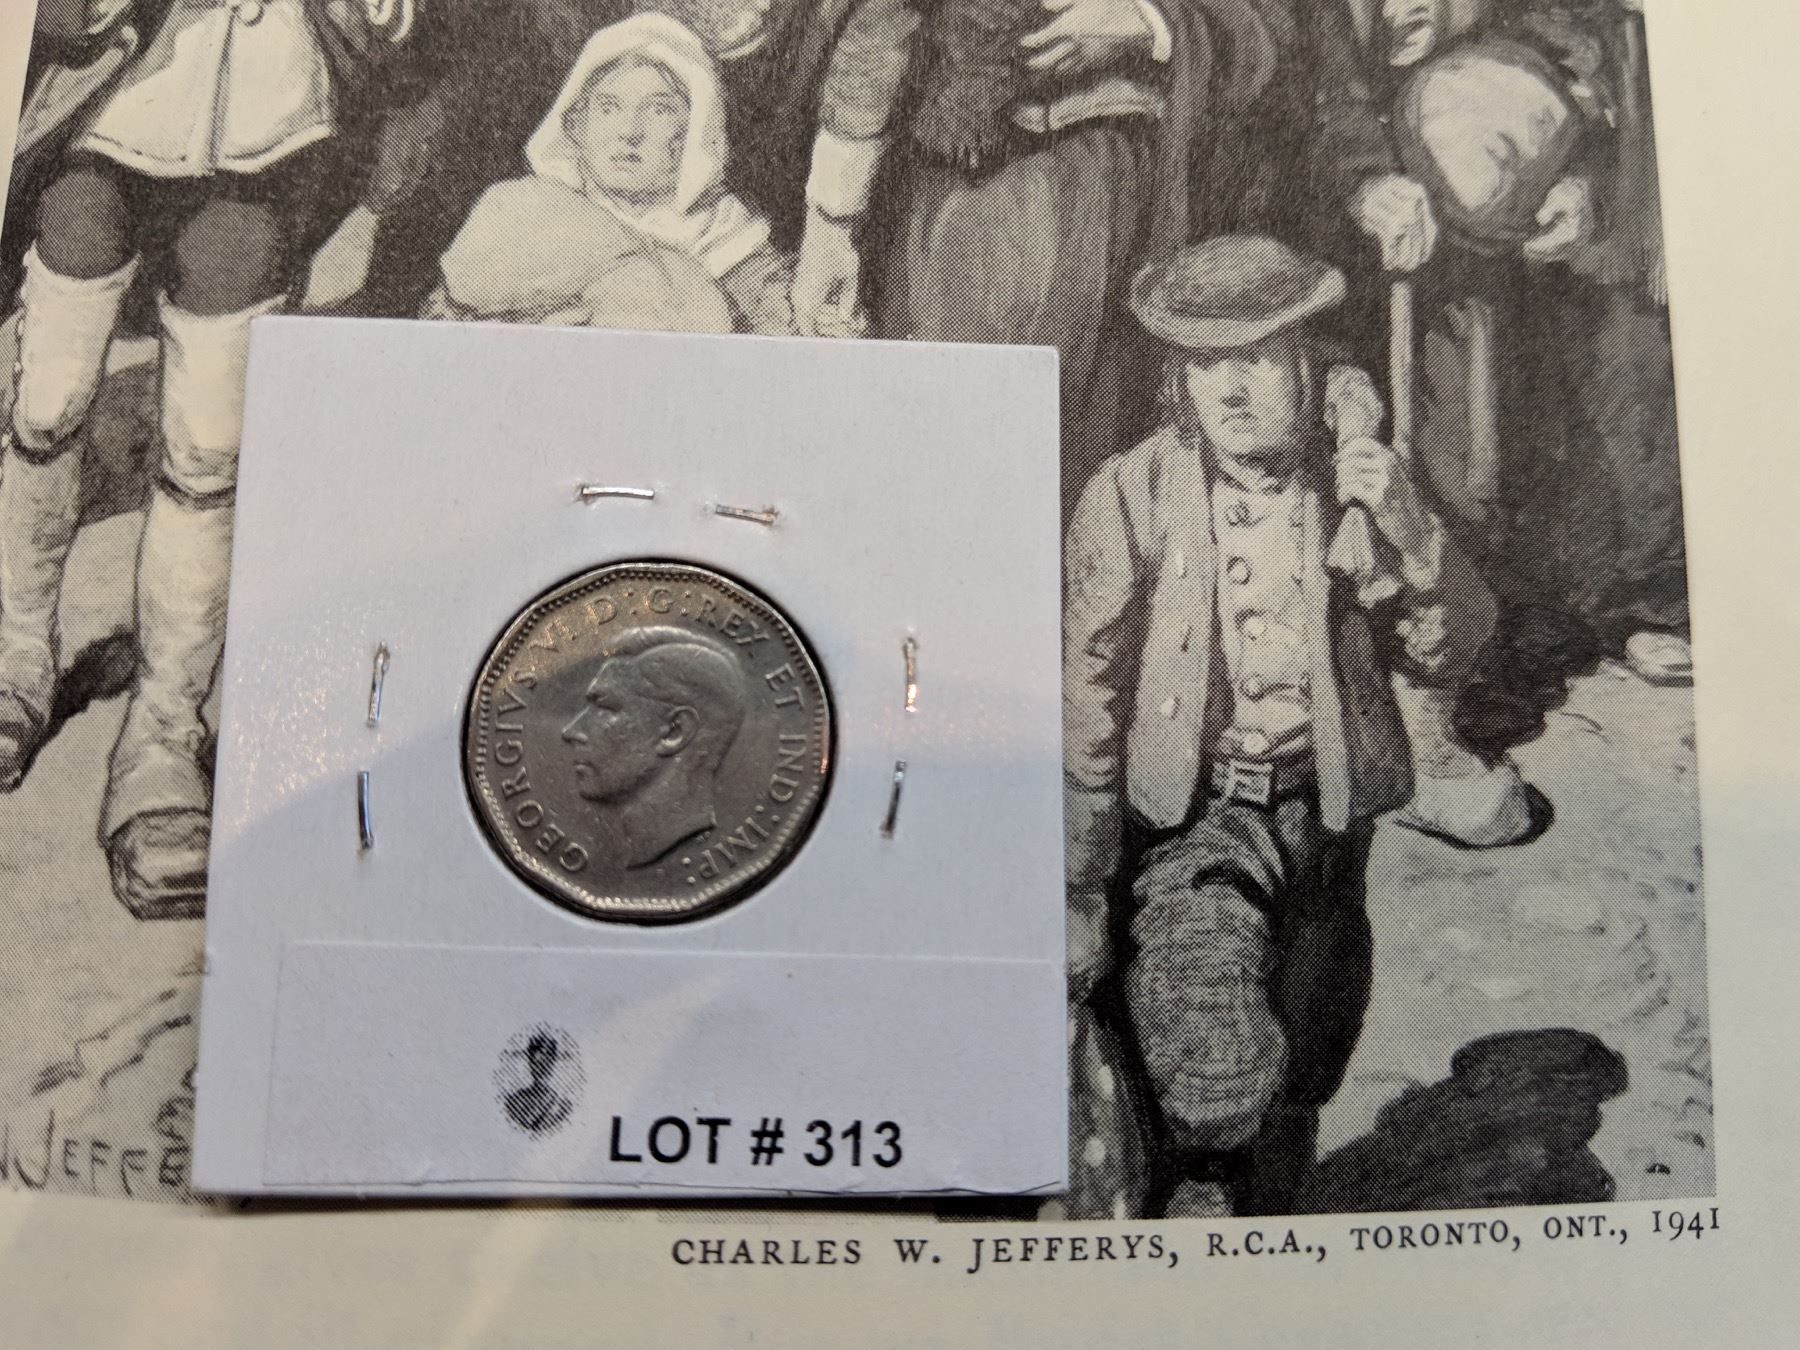 GEORGIVS VI D:G:REX ET IND:IMP:
LOT # 313
JEFFE
CHARLES W. JEFFERYS, R.C.A., TORONTO, ONT., 1941